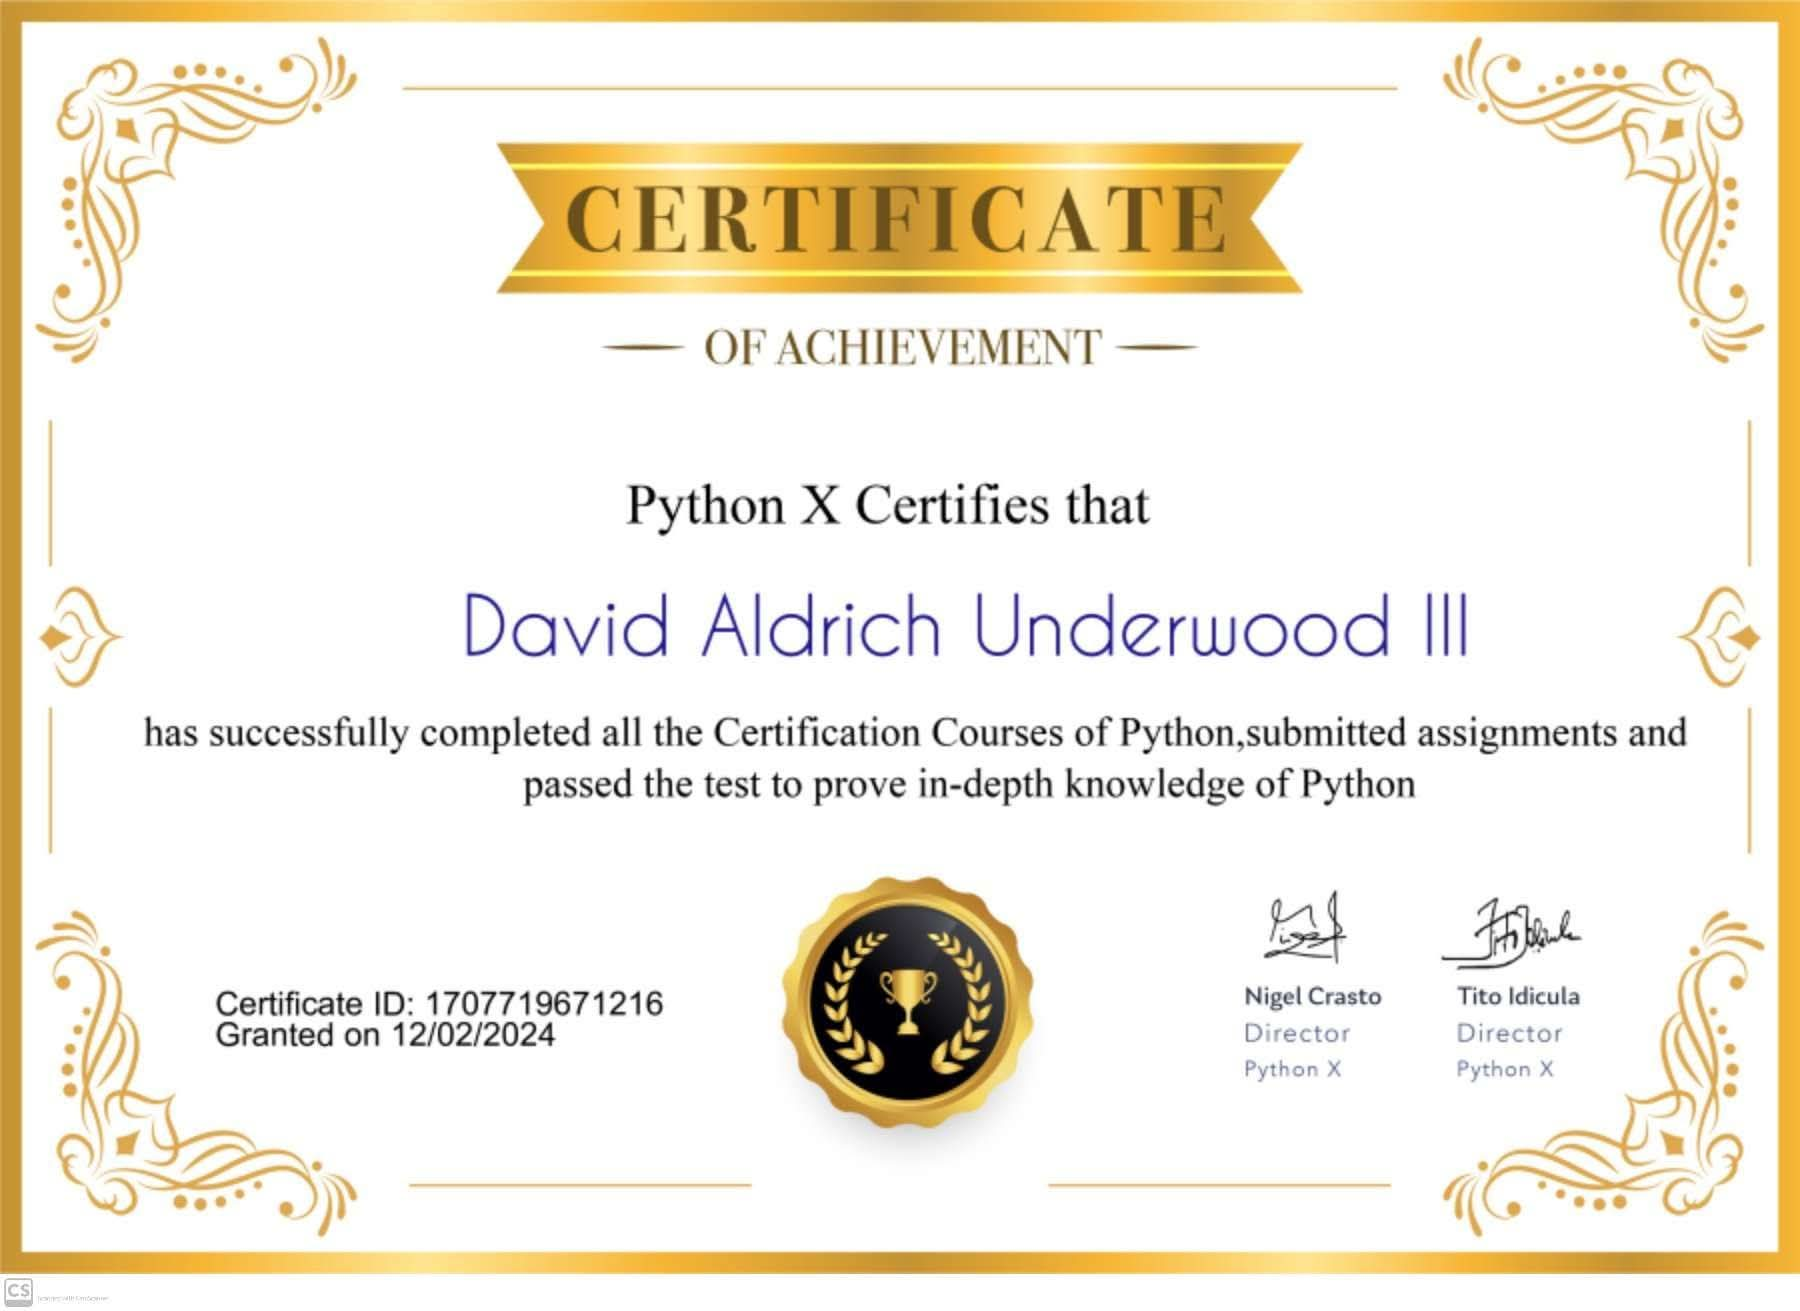 CERTIFICATE
OF ACHIEVEMENT
Python X Certifies that
David Aldrich Underwood III
has successfully completed all the Certification Courses of Python,submitted assignments and
passed the test to prove in-depth knowledge of Python
Certificate ID: 1707719671216
Granted on 12/02/2024
Nigel Crasto
Director
Python X
Tito Idicula
Director
Python X
CS